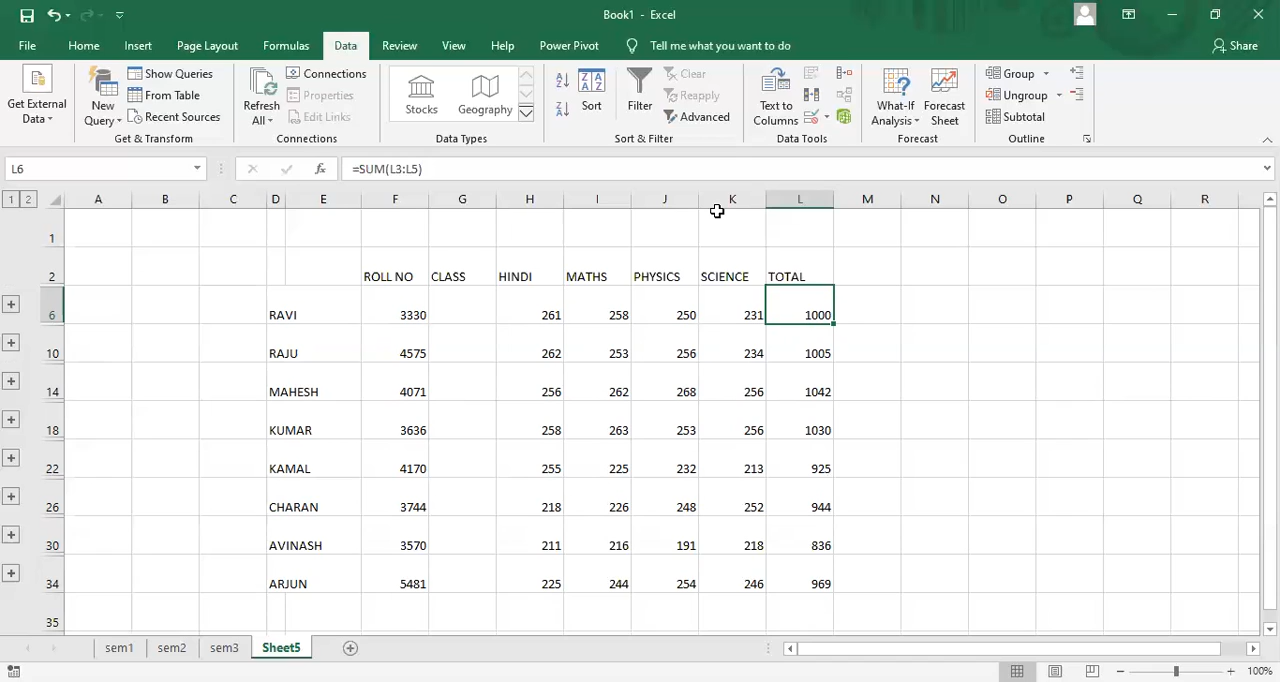 Book1 - Excel
File Home Insert Page Layout Formulas Data Review View Help Power Pivot Tell me what you want to do Share
Get External Data
New Query
Show Queries
From Table
Recent Sources
Get & Transform
Refresh All
Connections
Properties
Edit Links
Connections
Stocks Geography
Data Types
Sort
Filter
Clear
Reapply
Advanced
Sort & Filter
Text to Columns
Data Tools
What-If Analysis
Forecast Sheet
Forecast
Group
Ungroup
Subtotal
Outline
L6 fx =SUM(L3:L5)
1 2 A B C D E F G H I J K L M N O P Q R
1
2 ROLL NO CLASS HINDI MATHS PHYSICS SCIENCE TOTAL
6 RAVI 3330 261 258 250 231 1000
10 RAJU 4575 262 253 256 234 1005
14 MAHESH 4071 256 262 268 256 1042
18 KUMAR 3636 258 263 253 256 1030
22 KAMAL 4170 255 225 232 213 925
26 CHARAN 3744 218 226 248 252 944
30 AVINASH 3570 211 216 191 218 836
34 ARJUN 5481 225 244 254 246 969
35
sem1 sem2 sem3 Sheet5
100%